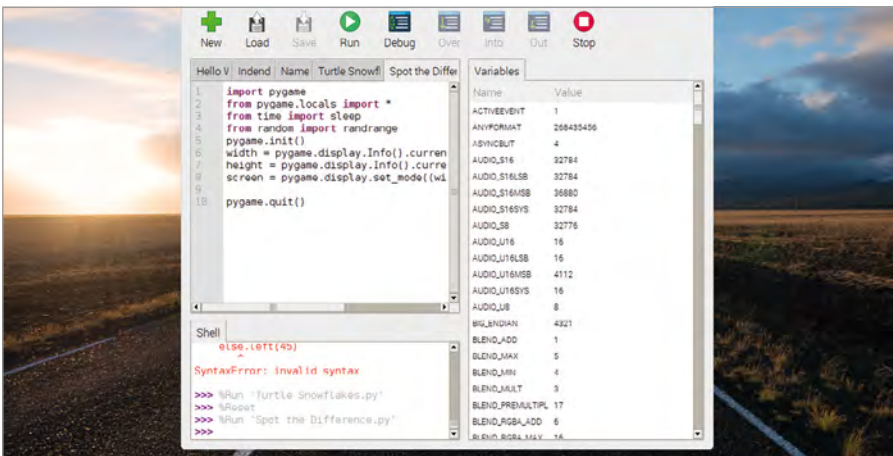 New Load Save Run Debug Over Into Out Stop
Hello Indend Name Turtle Snowfl Spot the Differ
1 import pygame
2 from pygame.locals import *
3 from time import sleep
4 from random import randrange
5 pygame.init()
6 width = pygame.display.Info().curren
7 height = pygame.display.Info().curre
8 screen = pygame.display.set_mode((wi
9
10 pygame.quit()
Shell
else.left(45)
^
SyntaxError: invalid syntax
>>> %Run 'Turtle Snowflakes.py'
>>> %Reset
>>> %Run 'Spot the Difference.py'
>>>
Variables
Name Value
ACTIVEEVENT 1
ANYFORMAT 268435456
ASYNCBLIT 4
AUDIO_S16 32784
AUDIO_S16LSB 32784
AUDIO_S16MSB 36880
AUDIO_S16SYS 32784
AUDIO_S8 32776
AUDIO_U16 16
AUDIO_U16LSB 16
AUDIO_U16MSB 4112
AUDIO_U16SYS 16
AUDIO_U8 8
BIG_ENDIAN 4321
BLEND_ADD 1
BLEND_MAX 5
BLEND_MIN 4
BLEND_MULT 3
BLEND_PREMULTIPL 17
BLEND_RGBA_ADD 6
BLEND_RGBA_MAX 16